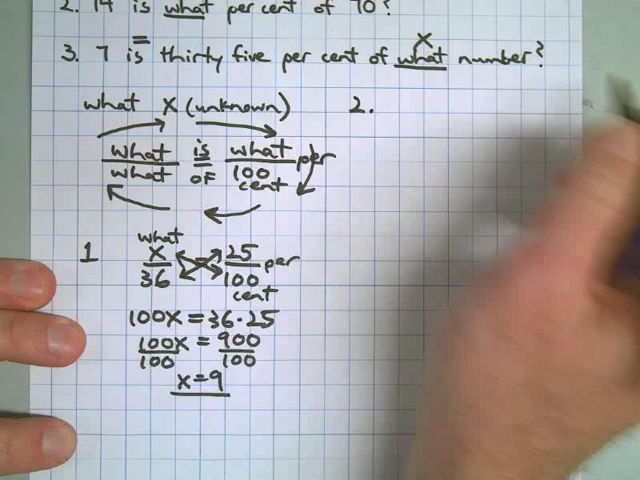 2. 14 is what per cent of 70?
X
3. 7 is thirty five per cent of what number?
what X (unknown)
what is what per
what OF 100
cent
1 what
X 25 per
36 100
cent
100X = 36·25
100X = 900
100 100
x=9
2.